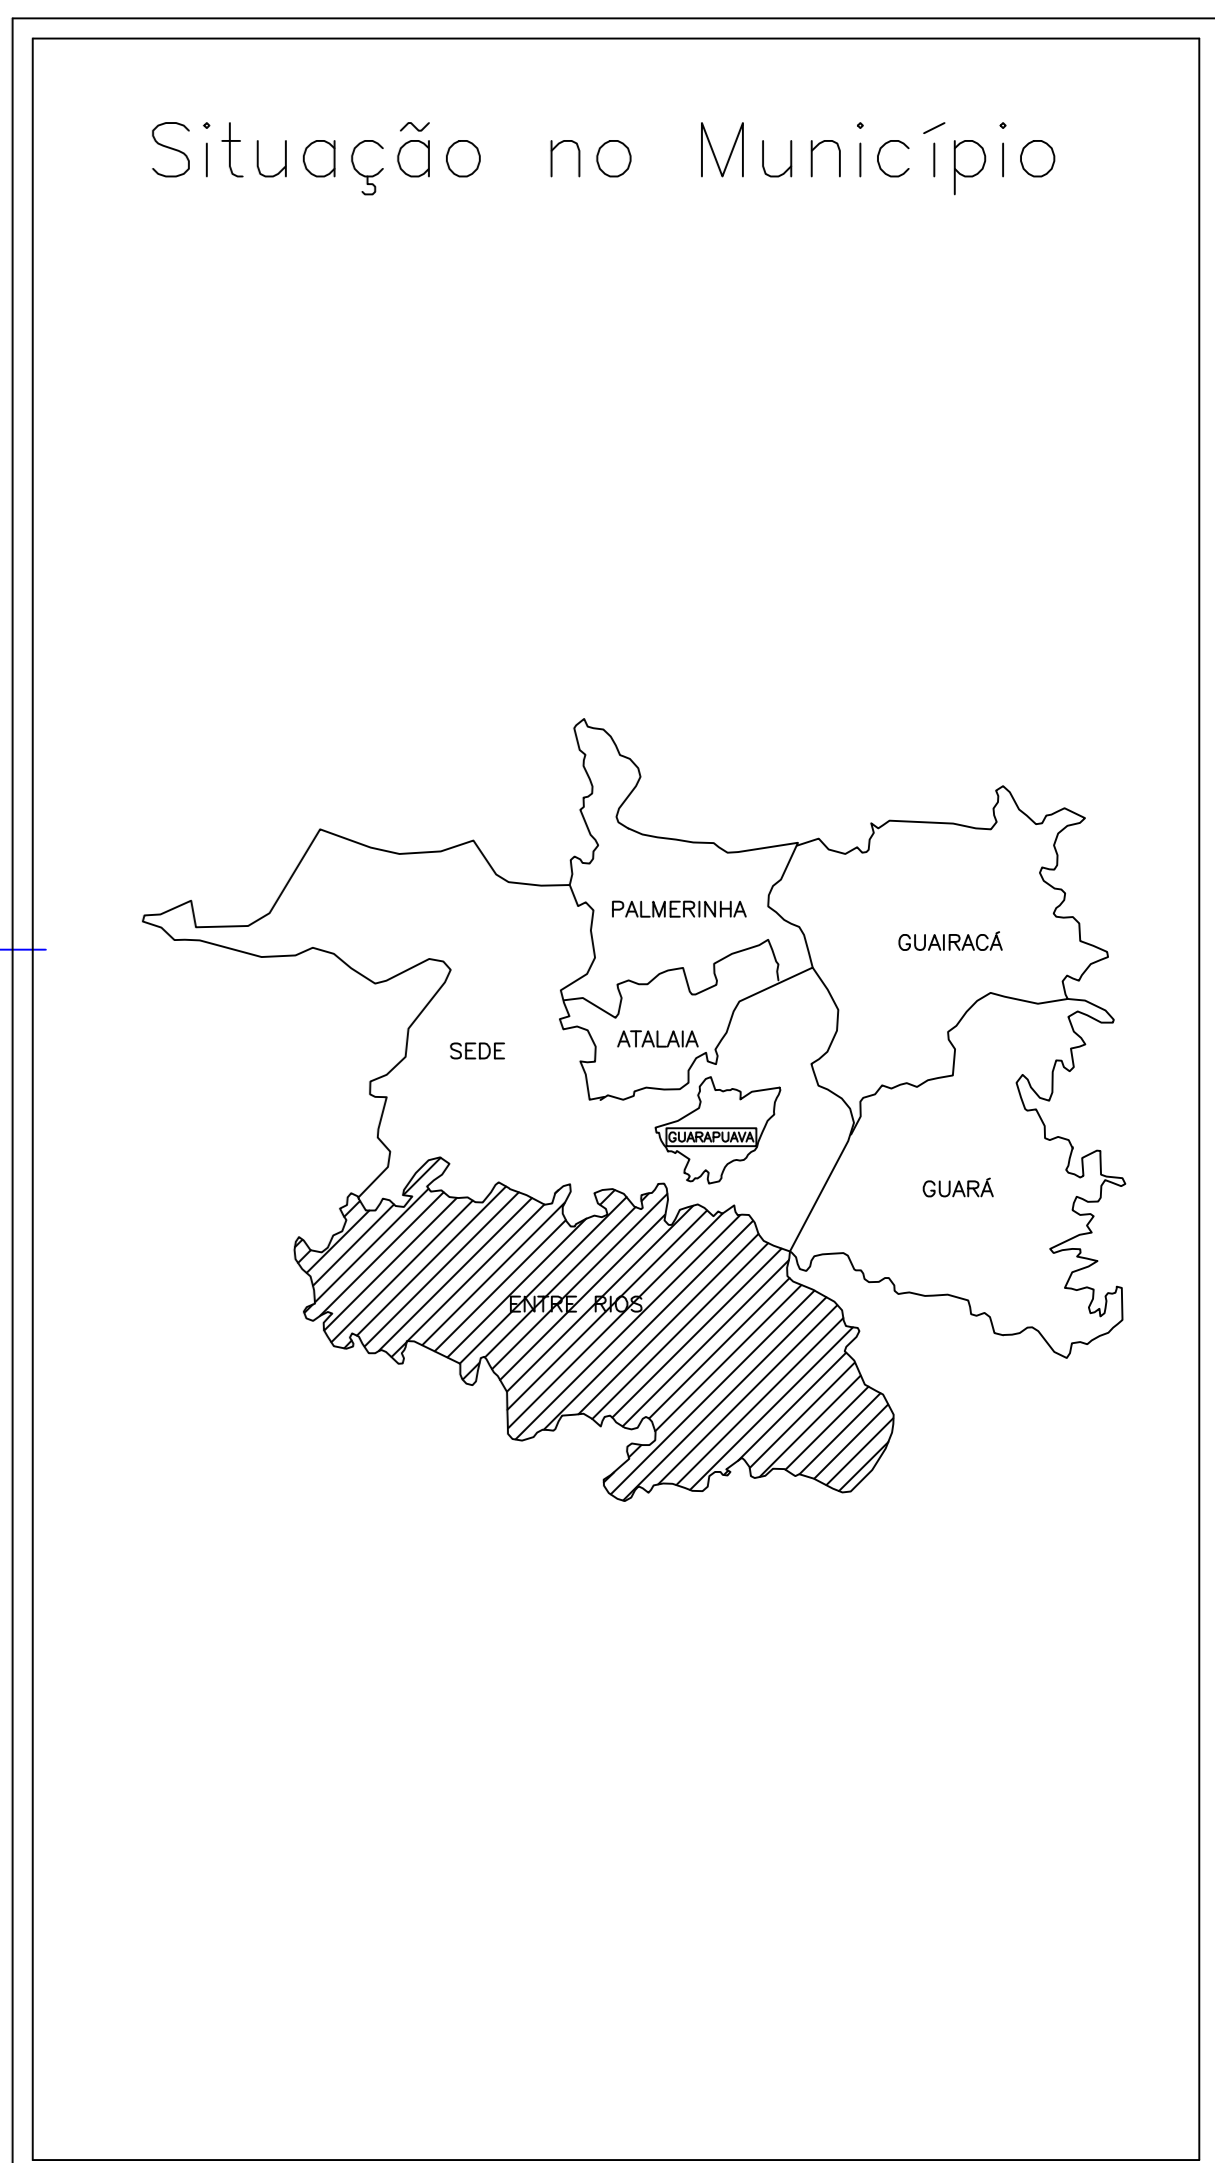 Situação no Município
PALMERINHA
GUAIRACÁ
ATALAIA
SEDE
GUARAPUAVA
GUARÁ
ENTRE RIOS